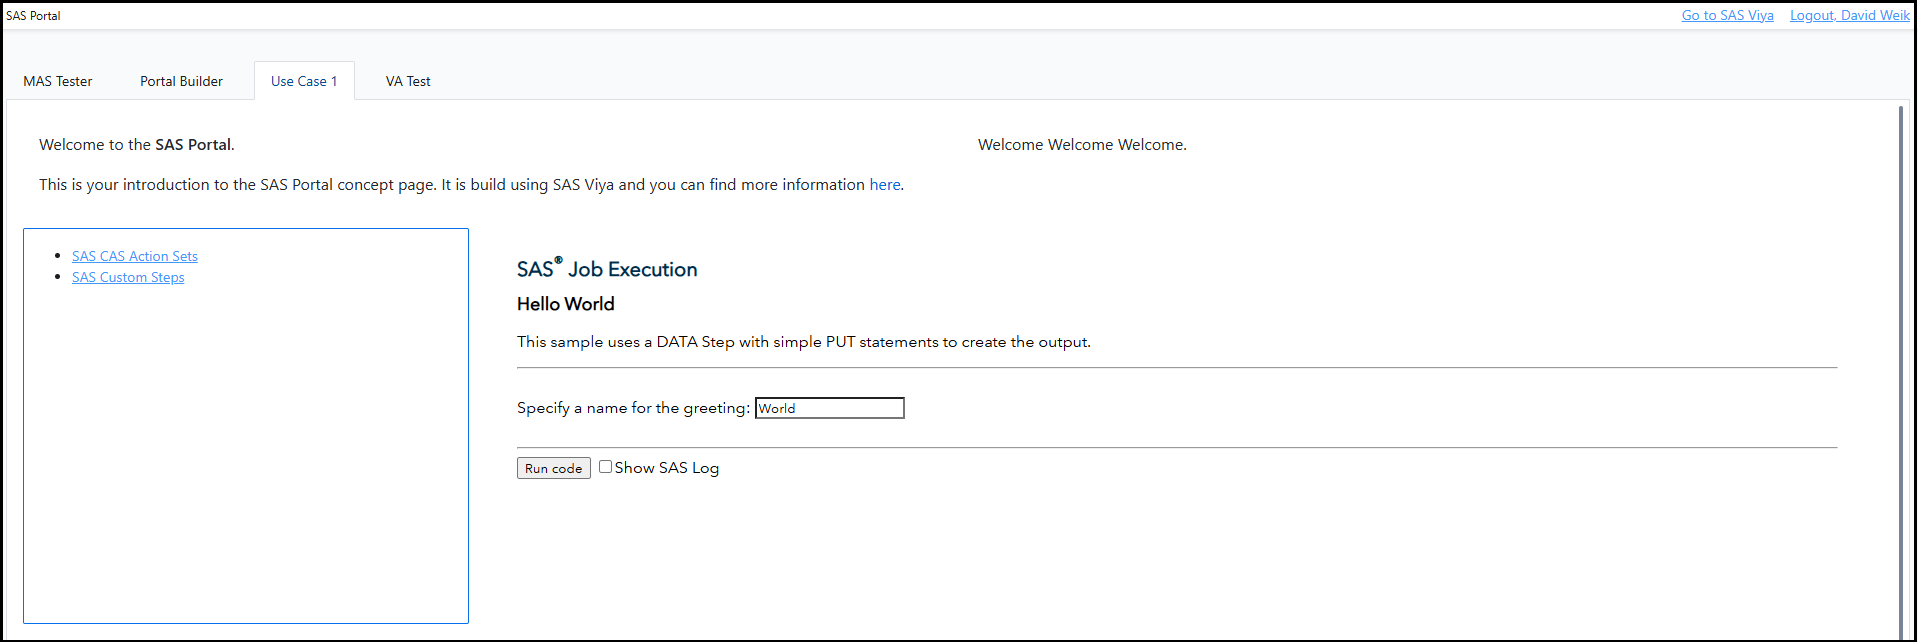 SAS Portal
Go to SAS Viya Logout, David Weik
MAS Tester Portal Builder Use Case 1 VA Test
Welcome to the SAS Portal.
Welcome Welcome Welcome.
This is your introduction to the SAS Portal concept page. It is build using SAS Viya and you can find more information here.
SAS CAS Action Sets
SAS Custom Steps
SAS® Job Execution
Hello World
This sample uses a DATA Step with simple PUT statements to create the output.
Specify a name for the greeting: World
Run code Show SAS Log